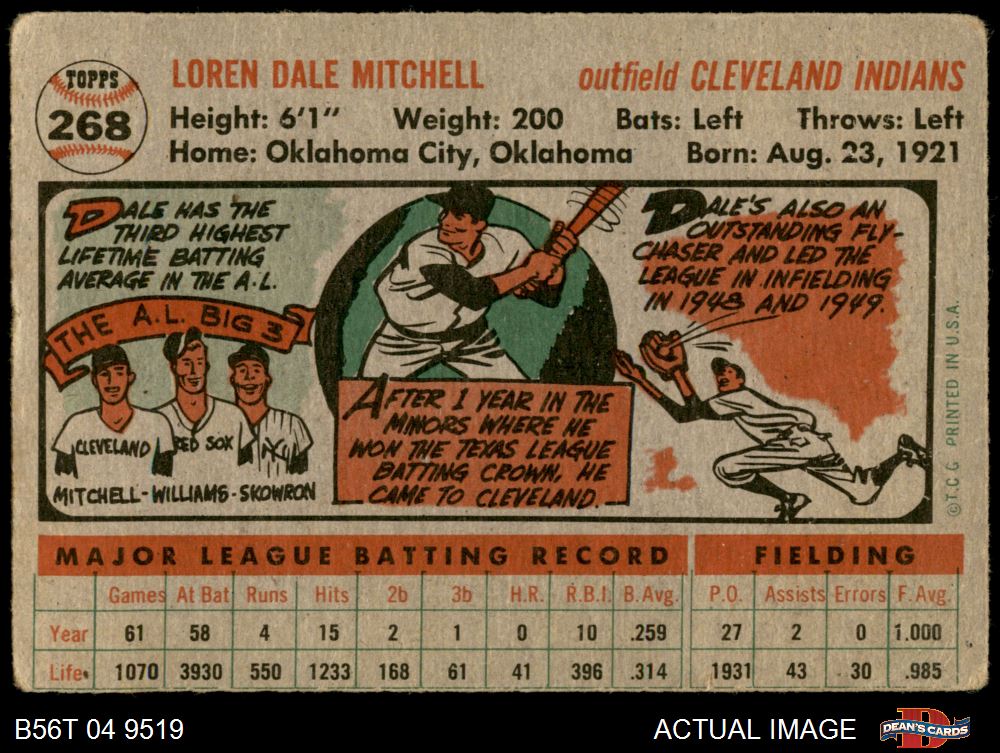 TOPPS
268
LOREN DALE MITCHELL outfield CLEVELAND INDIANS
Height: 6'1" Weight: 200 Bats: Left Throws: Left
Home: Oklahoma City, Oklahoma Born: Aug. 23, 1921
DALE HAS THE
THIRD HIGHEST
LIFETIME BATTING
AVERAGE IN THE A.L.
THE A.L. BIG 3
CLEVELAND RED SOX NY
MITCHELL-WILLIAMS-SKOWRON
AFTER 1 YEAR IN THE
MINORS WHERE HE
WON THE TEXAS LEAGUE
BATTING CROWN, HE
CAME TO CLEVELAND.
DALE'S ALSO AN
OUTSTANDING FLY-
CHASER AND LED THE
LEAGUE IN INFIELDING
IN 1948 AND 1949.
©T.C.G PRINTED IN U.S.A.
MAJOR LEAGUE BATTING RECORD FIELDING
Games At Bat Runs Hits 2b 3b H.R. R.B.I. B.Avg. P.O. Assists Errors F.Avg.
Year 61 58 4 15 2 1 0 10 .259 27 2 0 1.000
Life 1070 3930 550 1233 168 61 41 396 .314 1931 43 30 .985
B56T 04 9519 ACTUAL IMAGE DEAN'S CARDS